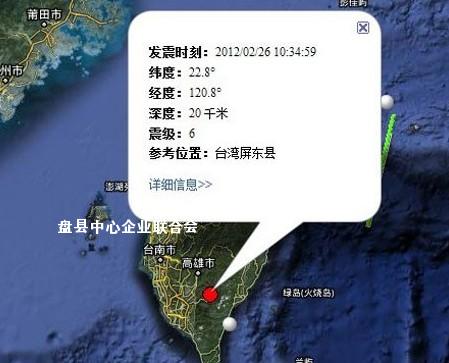 莆田市
彭佳屿
州市
发震时刻：2012/02/26 10:34:59
纬度：22.8°
经度：120.8°
深度：20 千米
震级：6
参考位置：台湾屏东县
详细信息>>
澎湖列
盘县中心企业联合会
台南市
高雄市
绿岛(火烧岛)
兰屿